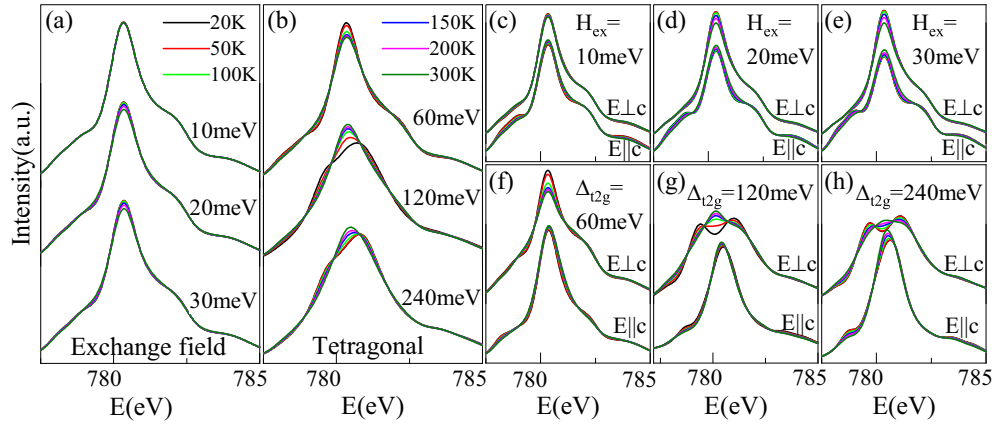 (a)
10meV
20meV
30meV
Exchange field
20K
50K
100K
(b)
150K
200K
300K
60meV
120meV
240meV
Tetragonal
(c)
H_ex=
10meV
E⊥c
E||c
(d)
H_ex=
20meV
E⊥c
E||c
(e)
H_ex=
30meV
E⊥c
E||c
(f)
Δ_t2g=
60meV
E⊥c
E||c
(g)
Δ_t2g=120meV
E⊥c
E||c
(h)
Δ_t2g=240meV
E⊥c
E||c
Intensity(a.u.)
780 785 780 785 780 785 780 785 780 785
E(eV) E(eV) E(eV) E(eV) E(eV)